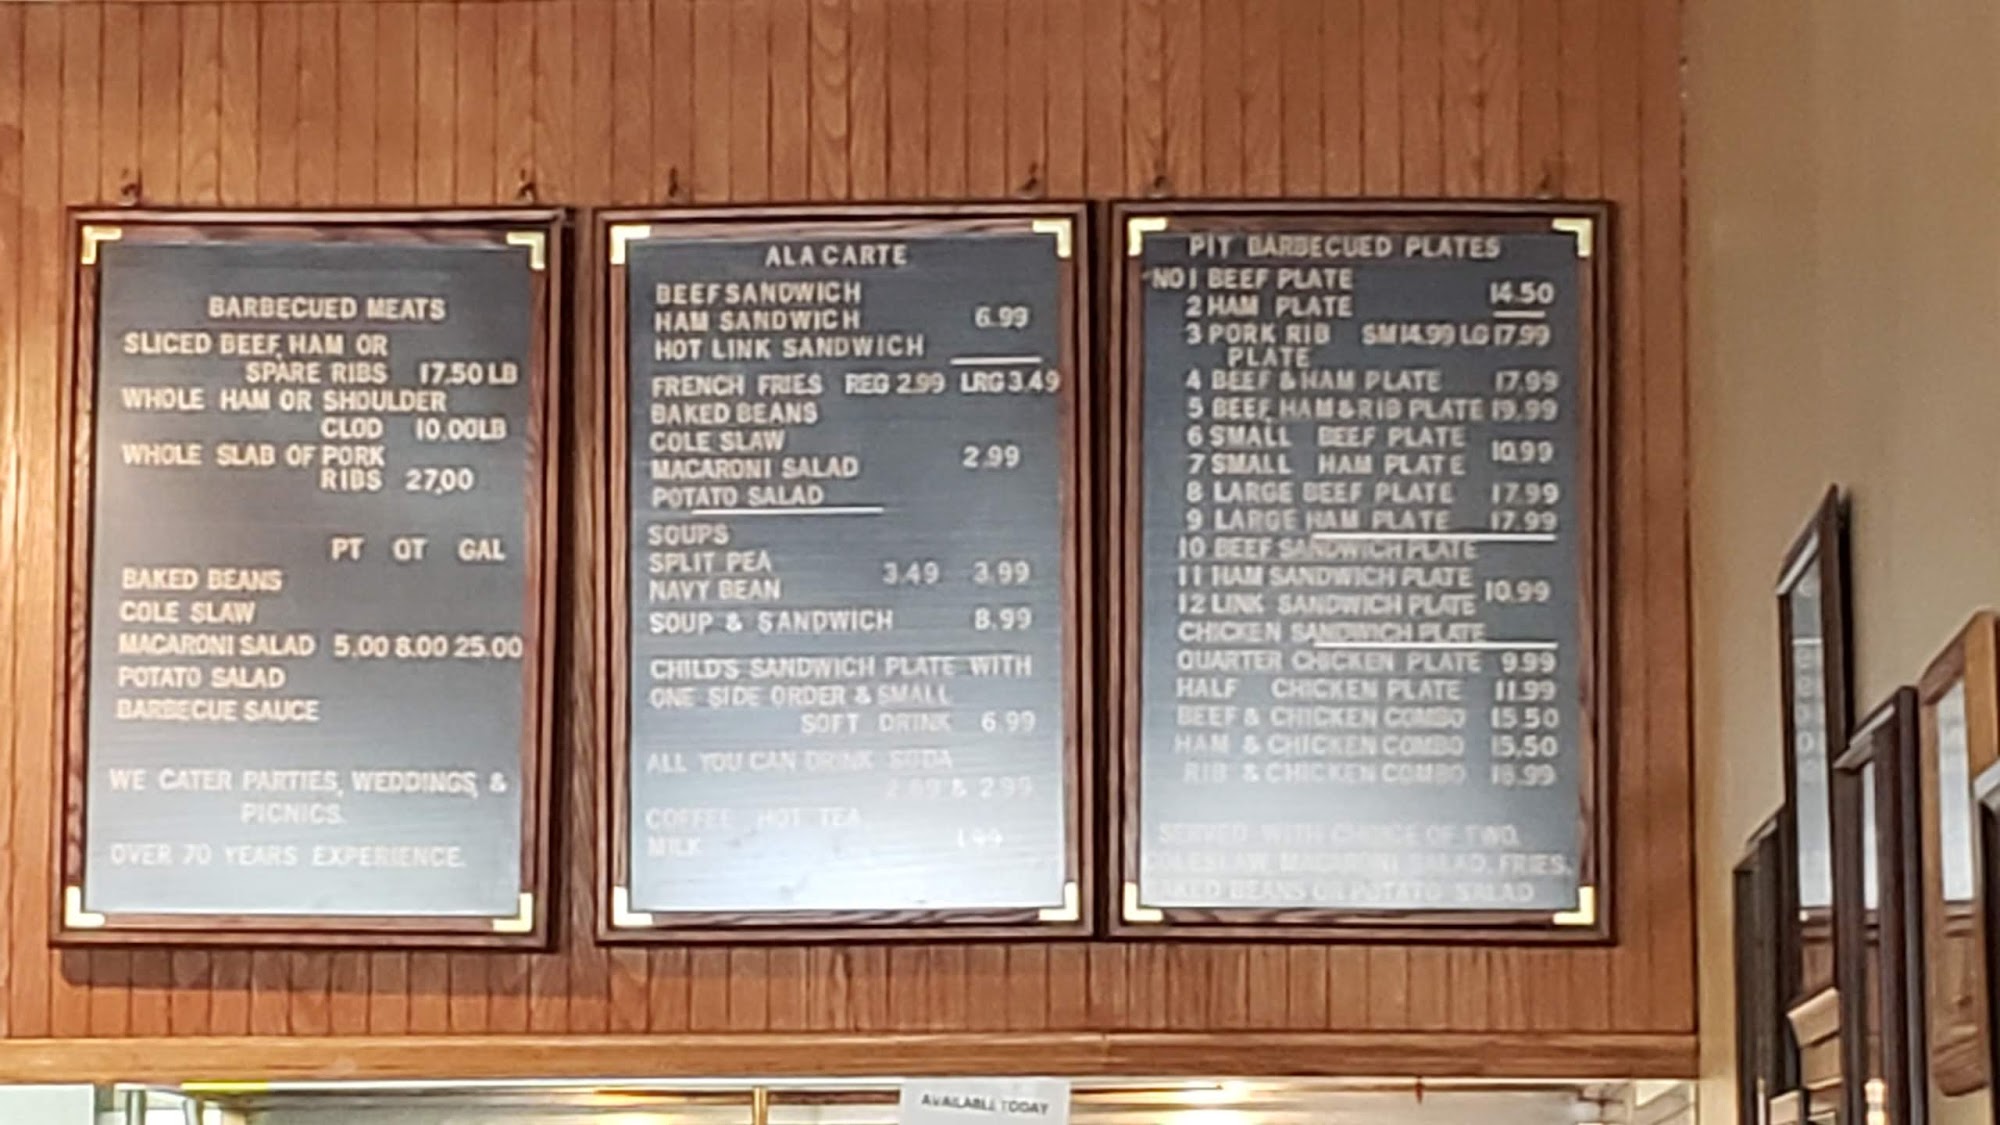 BARBECUED MEATS
SLICED BEEF, HAM OR
SPARE RIBS 17.50 LB
WHOLE HAM OR SHOULDER
CLOD 10.00LB
WHOLE SLAB OF PORK
RIBS 27.00
PT QT GAL
BAKED BEANS
COLE SLAW
MACARONI SALAD 5.00 8.00 25.00
POTATO SALAD
BARBECUE SAUCE
WE CATER PARTIES, WEDDINGS, &
PICNICS.
OVER 70 YEARS EXPERIENCE.
ALA CARTE
BEEF SANDWICH
HAM SANDWICH 6.99
HOT LINK SANDWICH
FRENCH FRIES REG 2.99 LRG 3.49
BAKED BEANS
COLE SLAW
MACARONI SALAD 2.99
POTATO SALAD
SOUPS
SPLIT PEA 3.49 3.99
NAVY BEAN
SOUP & SANDWICH 8.99
CHILD'S SANDWICH PLATE WITH
ONE SIDE ORDER & SMALL
SOFT DRINK 6.99
ALL YOU CAN DRINK SODA
& 2.99
COFFEE HOT TEA
MILK
PIT BARBECUED PLATES
NO 1 BEEF PLATE 14.50
2 HAM PLATE
3 PORK RIB SM 14.99 LG 17.99
PLATE
4 BEEF & HAM PLATE 17.99
5 BEEF, HAM & RIB PLATE 19.99
6 SMALL BEEF PLATE 10.99
7 SMALL HAM PLATE
8 LARGE BEEF PLATE 17.99
9 LARGE HAM PLATE 17.99
10 BEEF SANDWICH PLATE
11 HAM SANDWICH PLATE 10.99
12 LINK SANDWICH PLATE
CHICKEN SANDWICH PLATE
QUARTER CHICKEN PLATE 9.99
HALF CHICKEN PLATE 11.99
BEEF & CHICKEN COMBO 15.50
HAM & CHICKEN COMBO 15.50
RIB & CHICKEN COMBO
SERVED WITH CHOICE OF TWO.
COLESLAW, MACARONI SALAD, FRIES,
BAKED BEANS OR POTATO SALAD
AVAILABLE TODAY